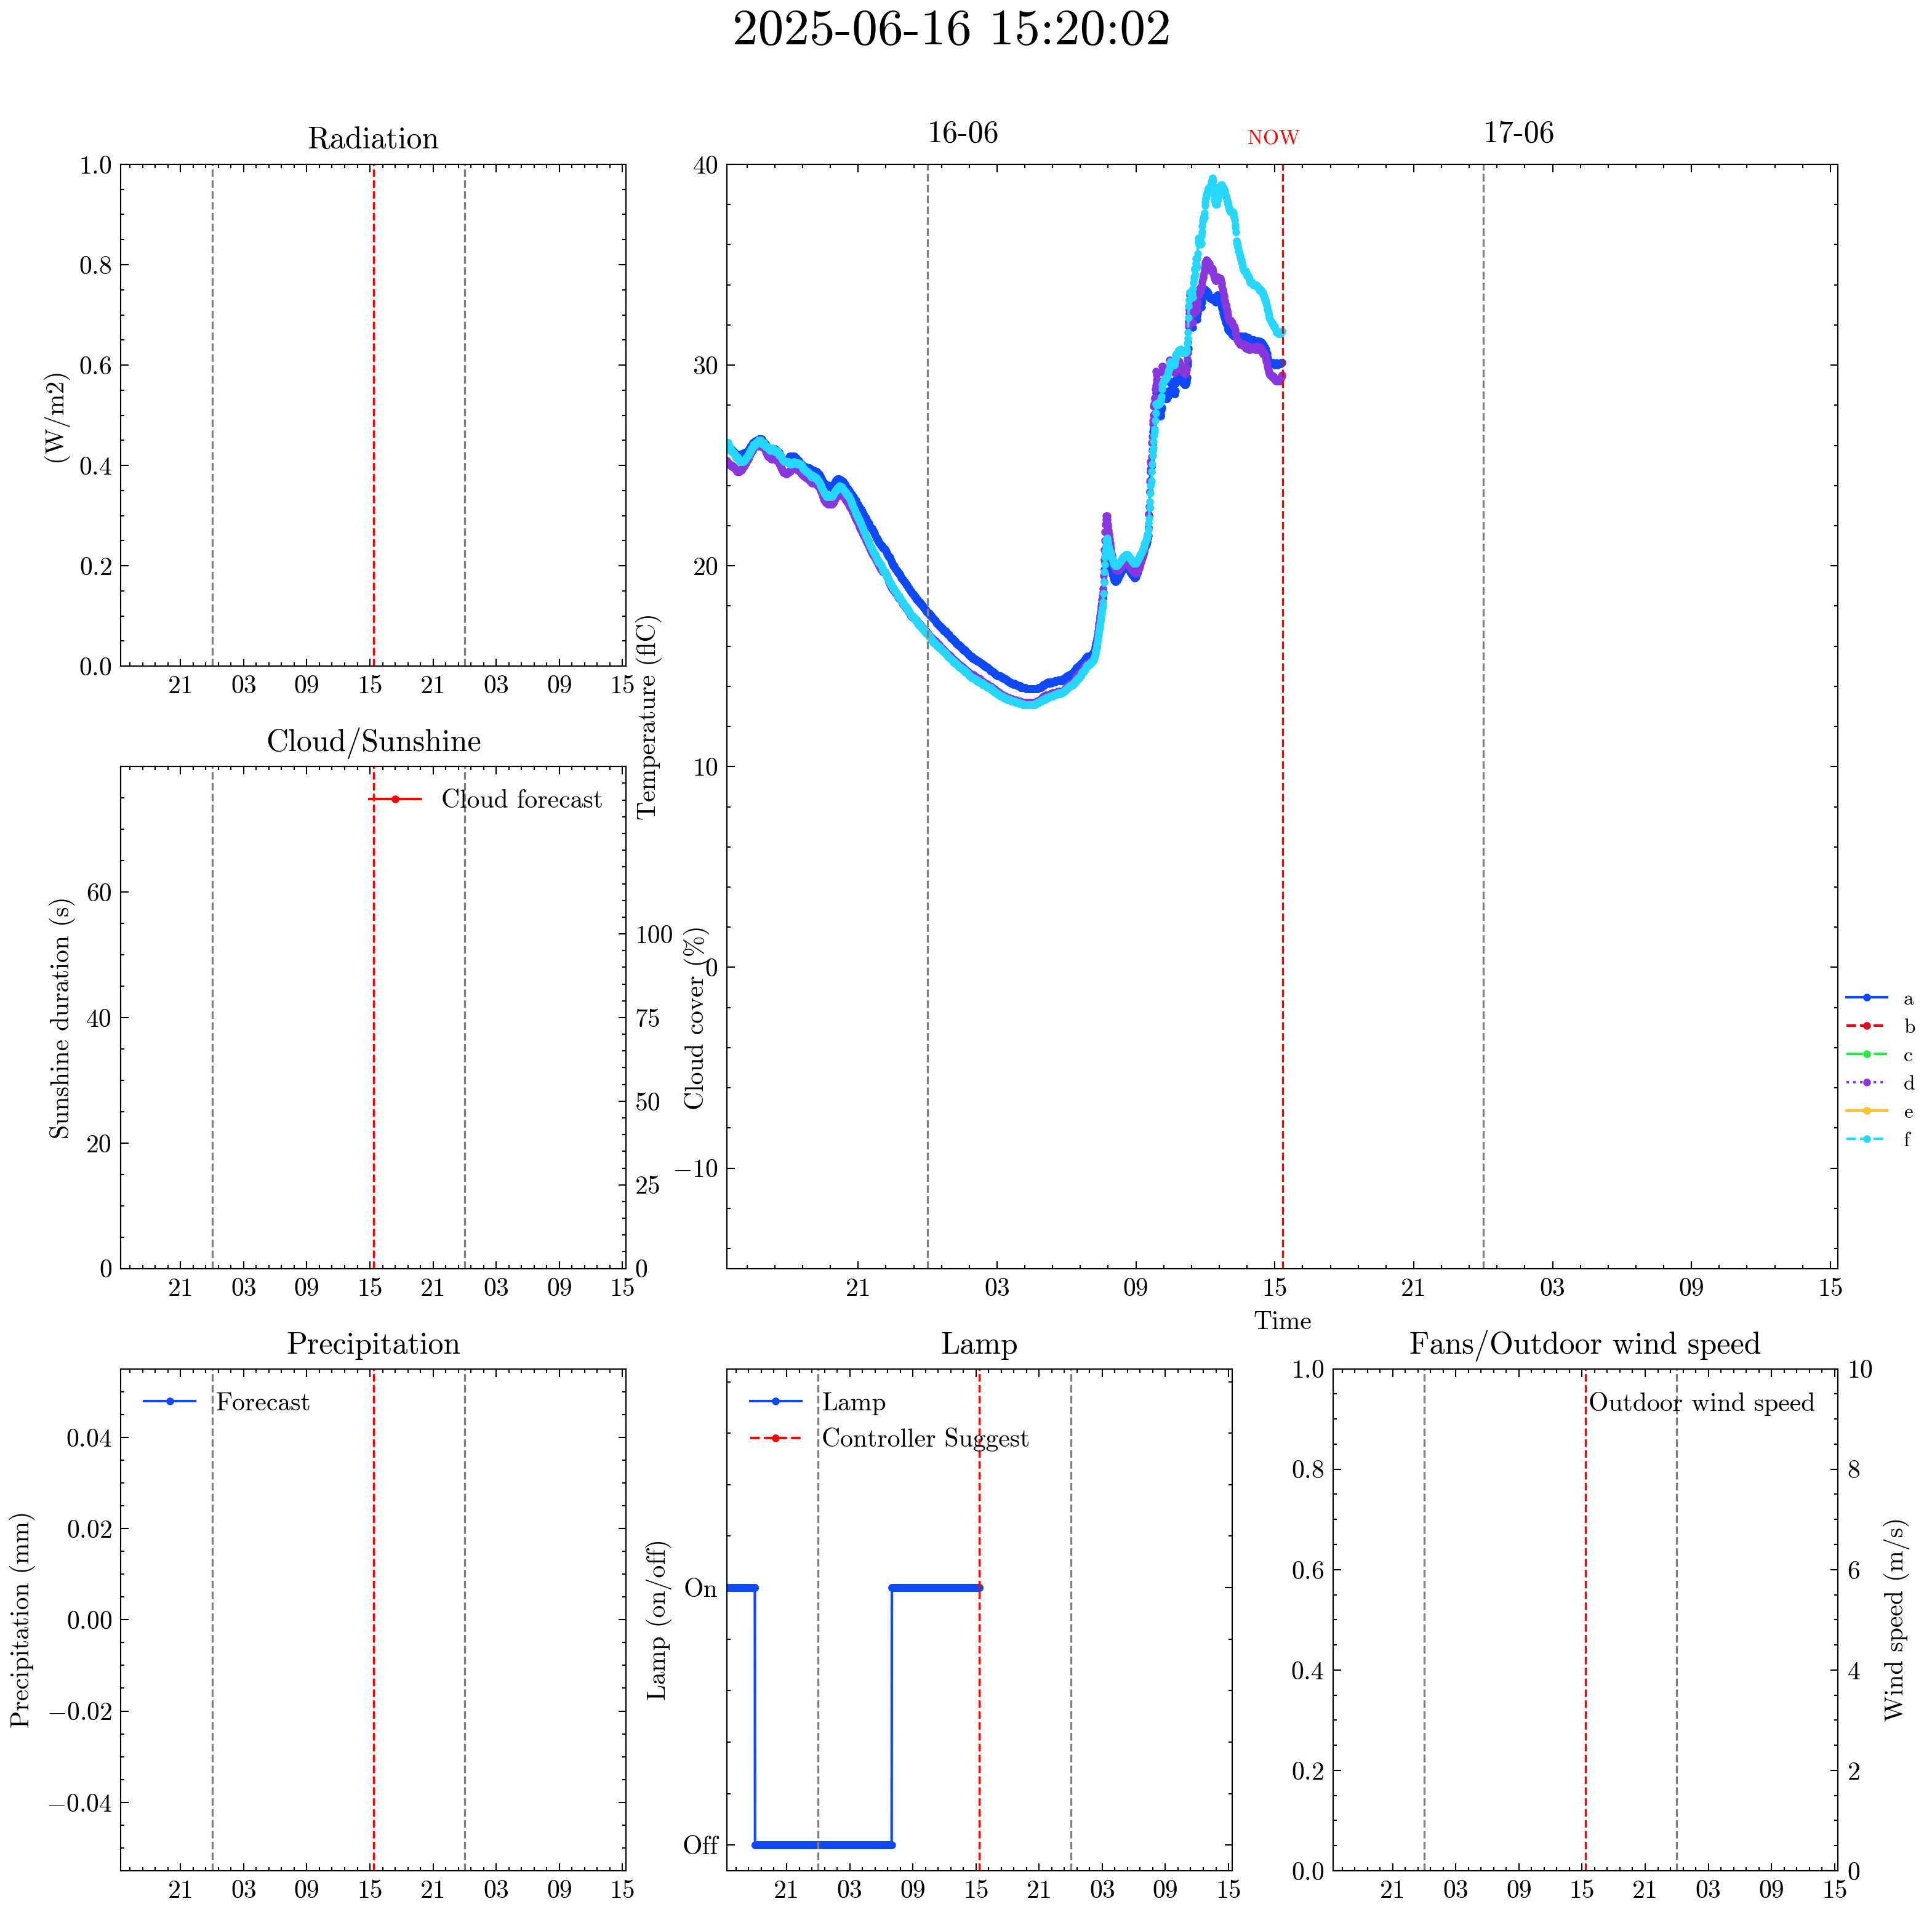 2025-06-16 15:20:02
Radiation
16-06
NOW
17-06
1.0
0.8
0.6
0.4
0.2
0.0
(W/m2)
21 03 09 15 21 03 09 15
Cloud/Sunshine
Cloud forecast
60
40
20
0
Sunshine duration (s)
100
75
50
25
0
Cloud cover (%)
21 03 09 15 21 03 09 15
40
30
20
10
0
−10
Temperature (flC)
21 03 09 15 21 03 09 15
Time
a
b
c
d
e
f
Precipitation
Forecast
0.04
0.02
0.00
−0.02
−0.04
Precipitation (mm)
21 03 09 15 21 03 09 15
Lamp
Lamp
Controller Suggest
On
Off
Lamp (on/off)
21 03 09 15 21 03 09 15
Fans/Outdoor wind speed
Outdoor wind speed
1.0
0.8
0.6
0.4
0.2
0.0
10
8
6
4
2
0
Wind speed (m/s)
21 03 09 15 21 03 09 15